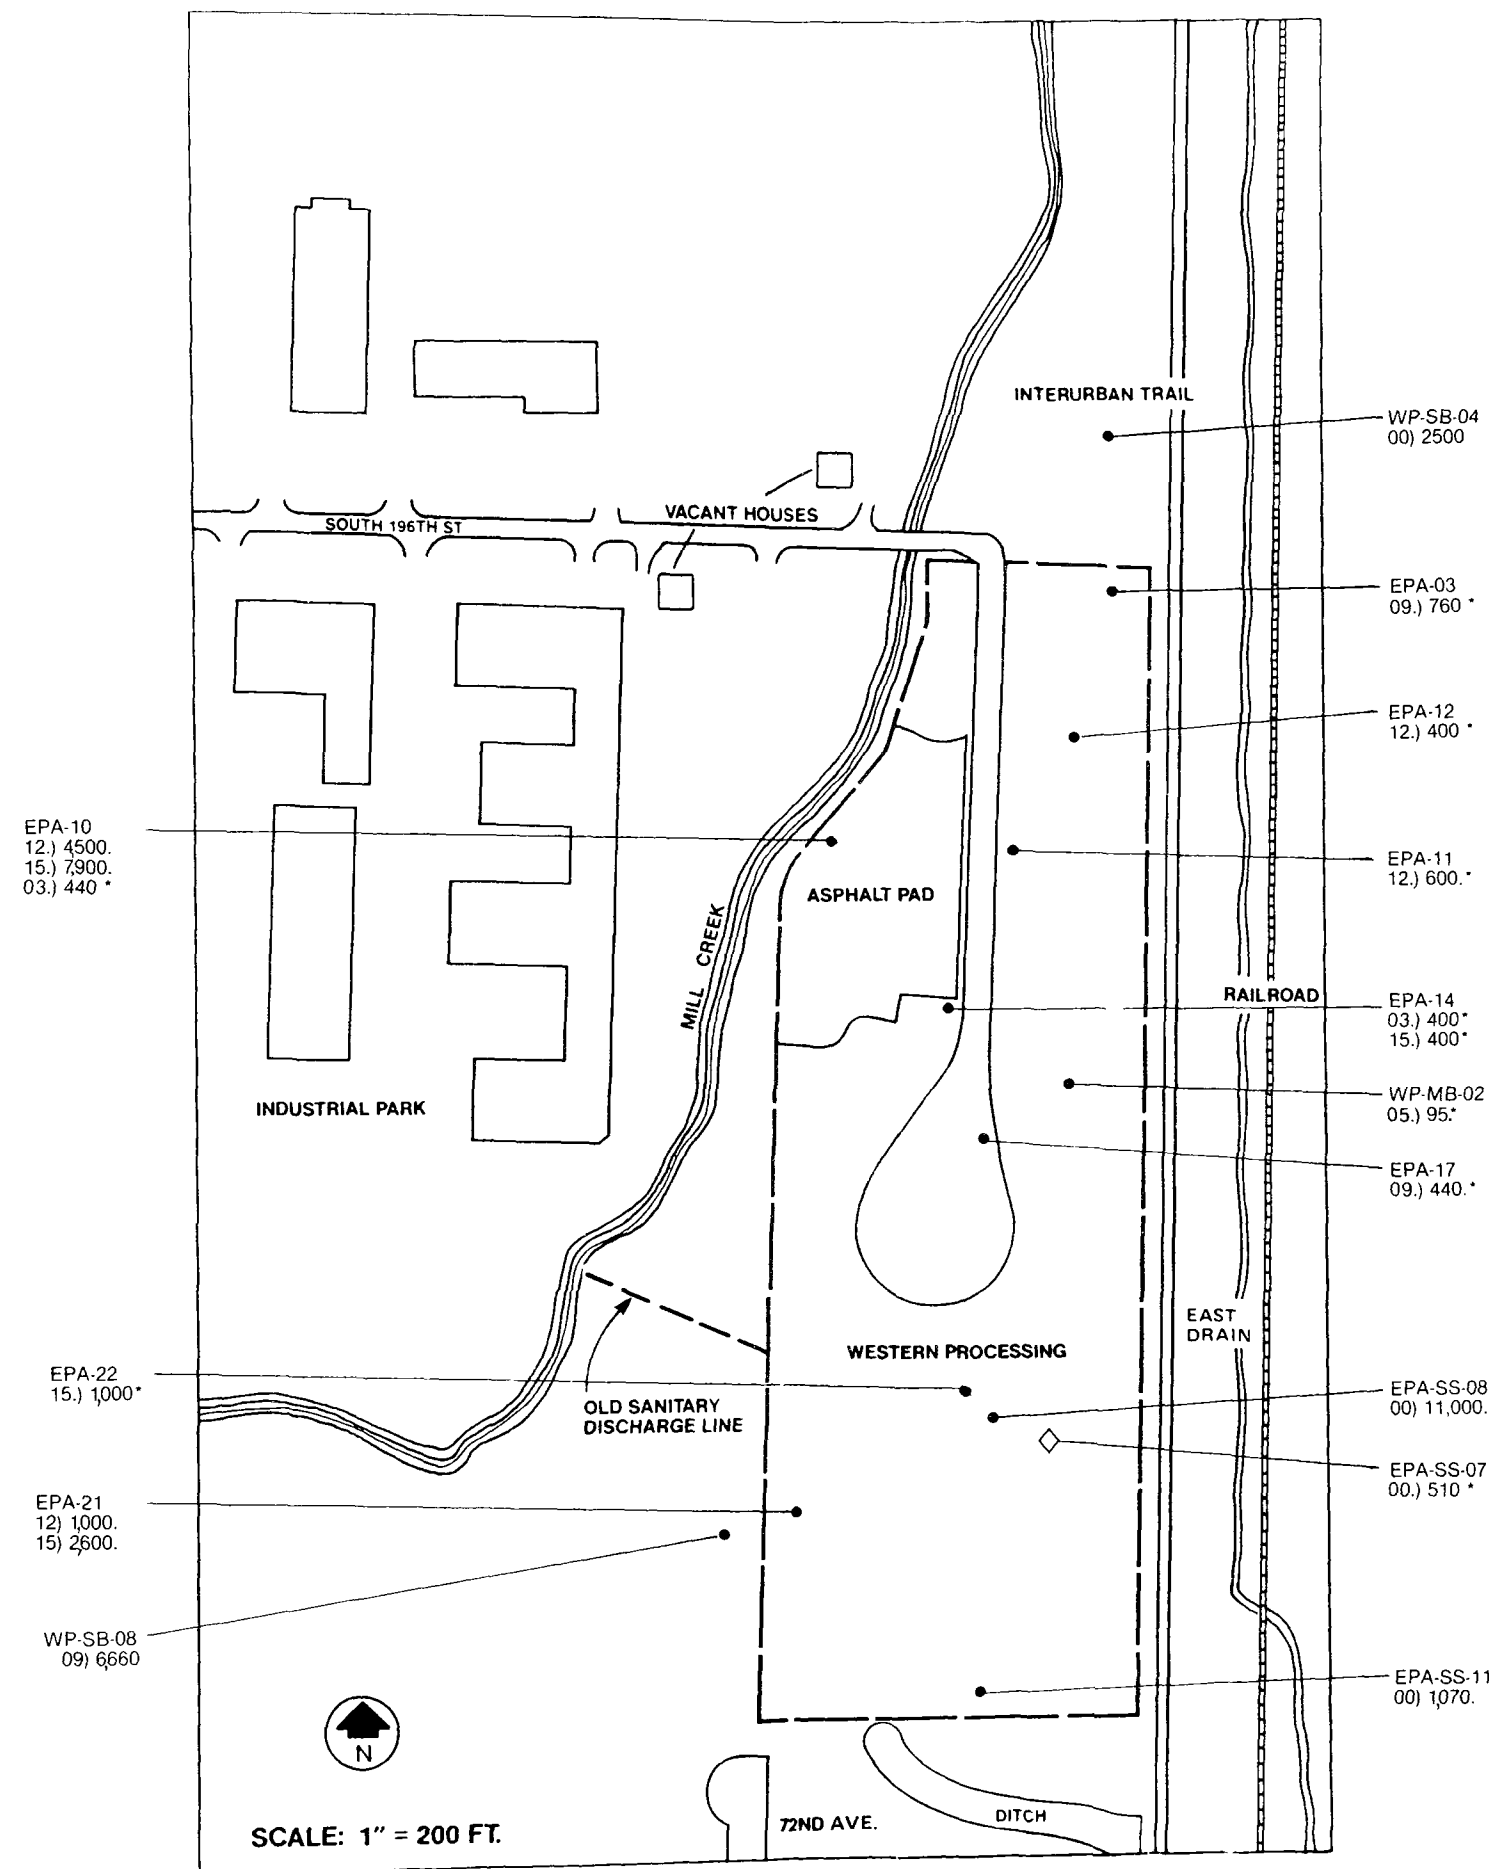 INTERURBAN TRAIL
WP-SB-04
00) 2500
VACANT HOUSES
SOUTH 196TH ST
EPA-03
09.) 760 *
EPA-12
12.) 400 *
EPA-10
12.) 4,500.
15.) 7,900.
03.) 440 *
EPA-11
12.) 600.*
ASPHALT PAD
MILL CREEK
RAILROAD
EPA-14
03.) 400*
15.) 400*
INDUSTRIAL PARK
WP-MB-02
05.) 95.*
EPA-17
09.) 440.*
EAST
DRAIN
WESTERN PROCESSING
EPA-22
15.) 1,000*
OLD SANITARY
DISCHARGE LINE
EPA-SS-08
00) 11,000.
EPA-SS-07
00.) 510 *
EPA-21
12) 1,000.
15) 2,600.
WP-SB-08
09) 6,660
EPA-SS-11
00) 1,070.
N
72ND AVE.
DITCH
SCALE: 1" = 200 FT.